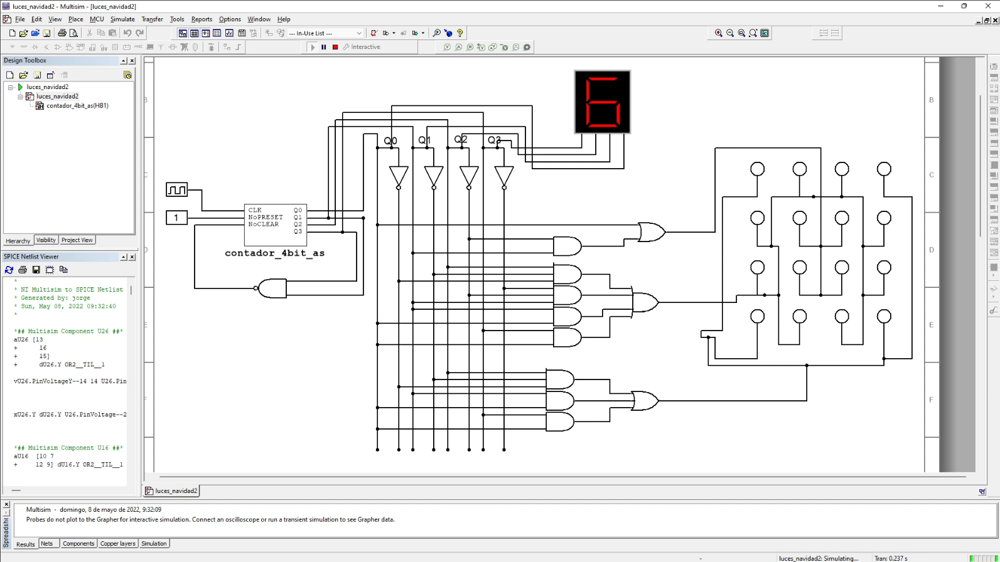 luces_navidad2 - Multisim - [luces_navidad2]
File Edit View Place MCU Simulate Transfer Tools Reports Options Window Help
--- In-Use List ---
Interactive
Design Toolbox
luces_navidad2
luces_navidad2
contador_4bit_as(HB1)
Hierarchy Visibility Project View
SPICE Netlist Viewer
*
* NI Multisim to SPICE Netlist
* Generated by: jorge
* Sun, May 08, 2022 09:32:40
*
*## Multisim Component U26 ##*
aU26 [13
+ 16
+ 15]
+ dU26.Y OR2__TIL__1
vU26.PinVoltageY--14 14 U26.Pin
xU26.Y dU26.Y U26.PinVoltage--2
*## Multisim Component U16 ##*
aU16 [10 7
+ 12 9] dU16.Y OR2__TIL__1
B
C
D
E
F
6
Q0 Q1 Q2 Q3
1
CLK Q0
NoPRESET Q1
NoCLEAR Q2
Q3
contador_4bit_as
B
C
D
E
F
luces_navidad2
Spreadshe
Multisim - domingo, 8 de mayo de 2022, 9:32:09
Probes do not plot to the Grapher for interactive simulation. Connect an oscilloscope or run a transient simulation to see Grapher data.
Results Nets Components Copper layers Simulation
- luces_navidad2: Simulating... Tran: 0.237 s